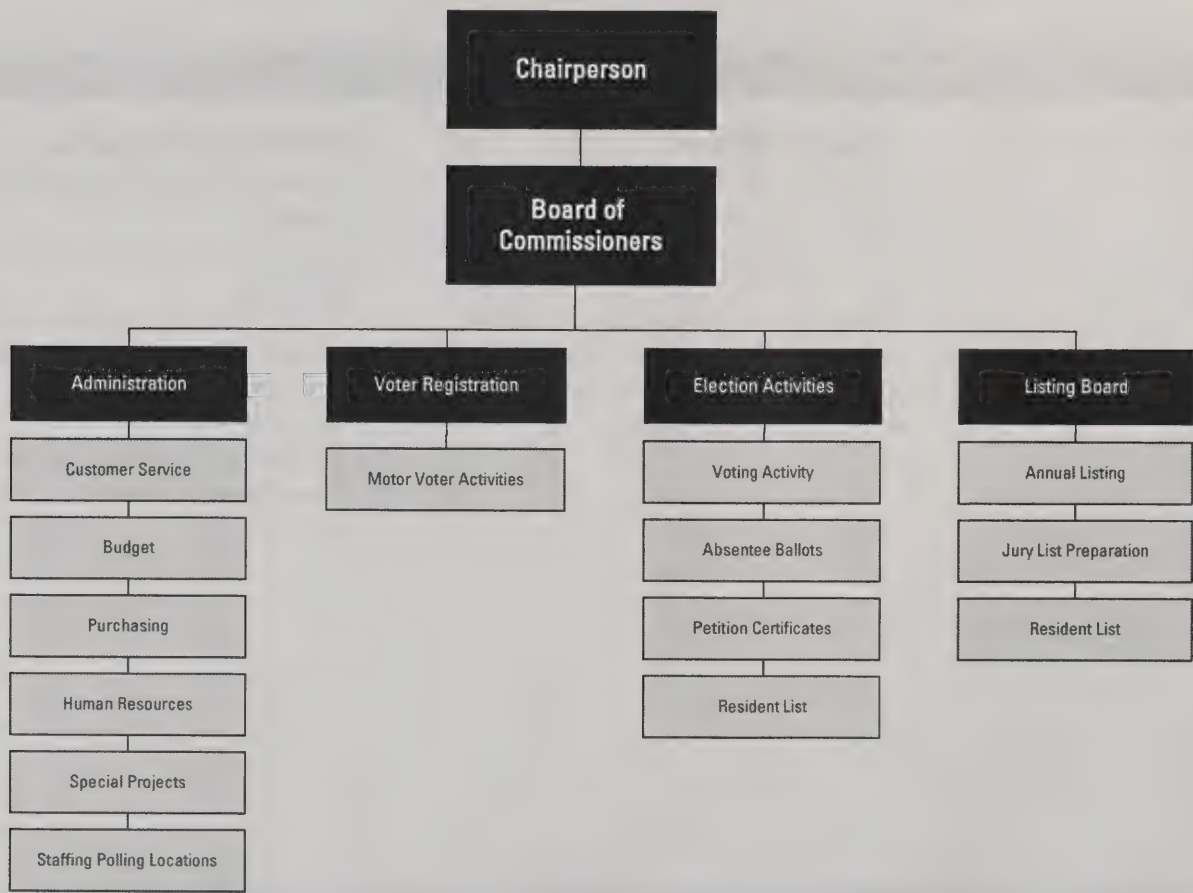 Chairperson
Board of
Commissioners
Administration
Customer Service
Budget
Purchasing
Human Resources
Special Projects
Staffing Polling Locations
Voter Registration
Motor Voter Activities
Election Activities
Voting Activity
Absentee Ballots
Petition Certificates
Resident List
Listing Board
Annual Listing
Jury List Preparation
Resident List